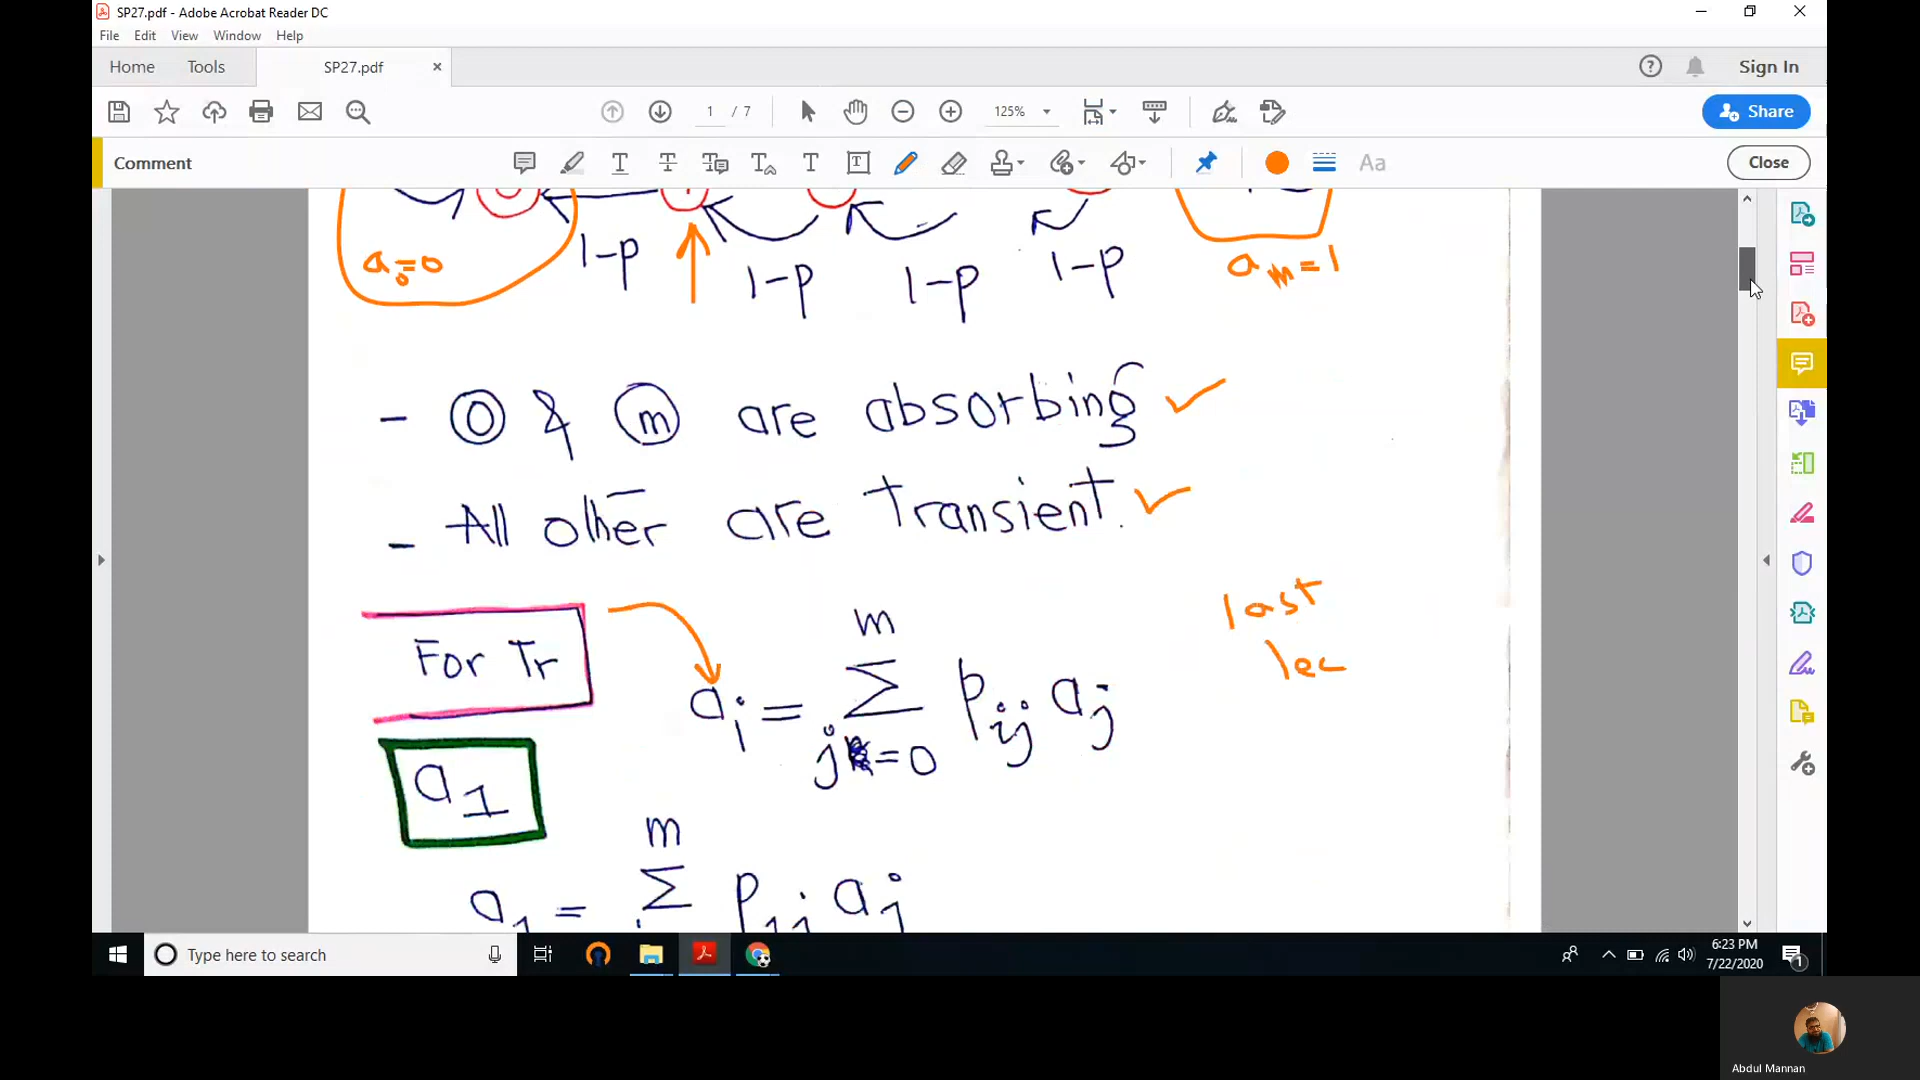 SP27.pdf - Adobe Acrobat Reader DC
File Edit View Window Help
Home Tools SP27.pdf × Sign In
1 / 7 125% Share
Comment Aa Close
a₀=0 1-p 1-p 1-p 1-p aₘ=1
- 0 & m are absorbing
- All other are Transient.
last
lec
For Tr
aᵢ = Σ pᵢⱼ aⱼ
m
j=0
a₁
m
a₁ = Σ p₁ⱼ aⱼ
Type here to search
6:23 PM
7/22/2020
1
Abdul Mannan